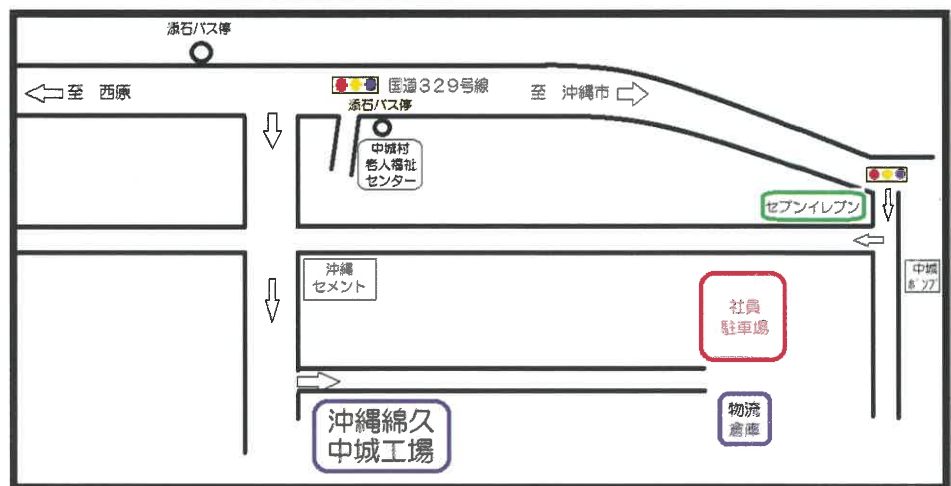 添石バス停
至 西原
国道329号線
至 沖縄市
添石バス停
中城村
老人福祉
センター
セブンイレブン
沖縄
セメント
中城
ポンプ
社員
駐車場
沖縄綿久
中城工場
物流
倉庫